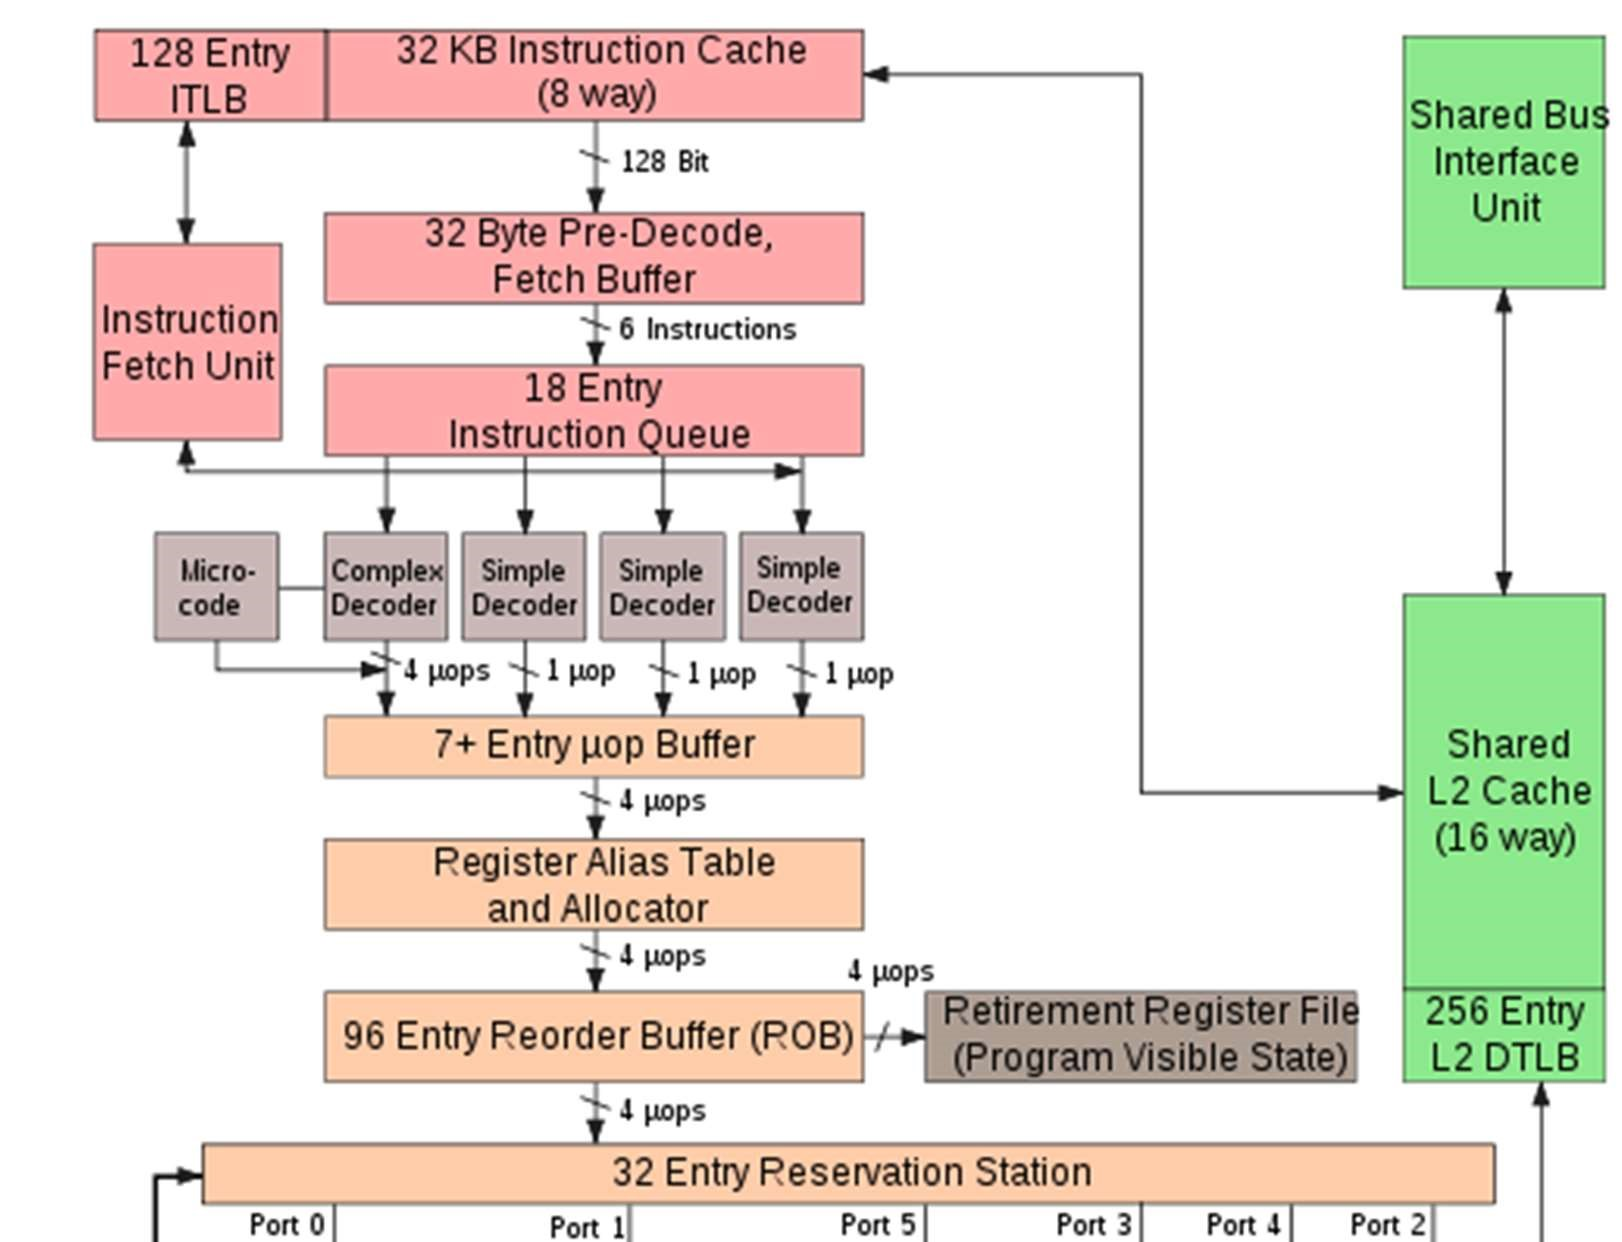 128 Entry
ITLB
32 KB Instruction Cache
(8 way)
128 Bit
Shared Bus
Interface
Unit
32 Byte Pre-Decode,
Fetch Buffer
Instruction
Fetch Unit
6 Instructions
18 Entry
Instruction Queue
Micro-
code
Complex
Decoder
Simple
Decoder
Simple
Decoder
Simple
Decoder
4 µops
1 µop
1 µop
1 µop
7+ Entry µop Buffer
4 µops
Shared
L2 Cache
(16 way)
Register Alias Table
and Allocator
4 µops
4 µops
96 Entry Reorder Buffer (ROB)
Retirement Register File
(Program Visible State)
256 Entry
L2 DTLB
4 µops
32 Entry Reservation Station
Port 0
Port 1
Port 5
Port 3
Port 4
Port 2